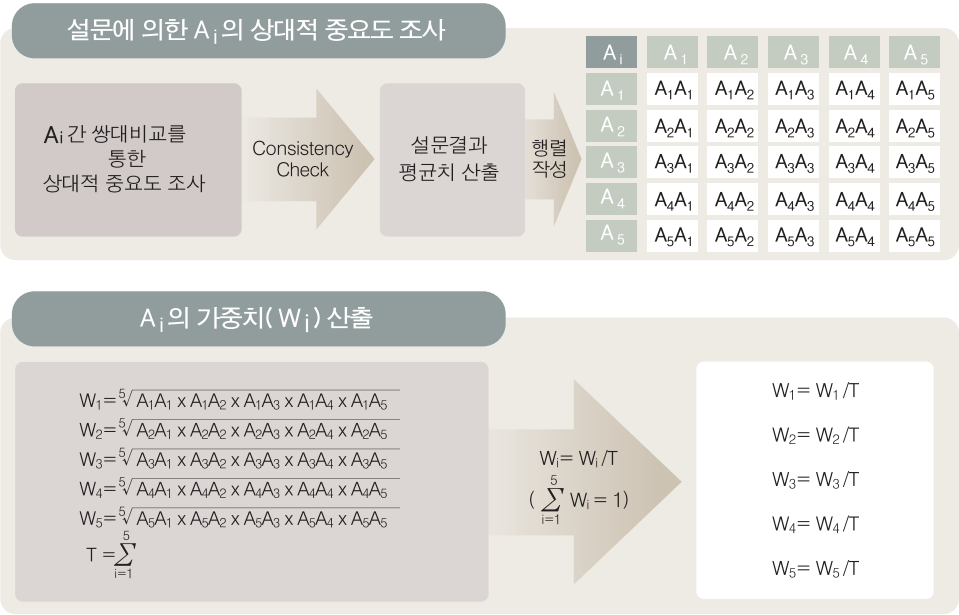 설문에 의한 Aᵢ의 상대적 중요도 조사
Aᵢ간 쌍대비교를
통한
상대적 중요도 조사
Consistency
Check
설문결과
평균치 산출
행렬
작성
Aᵢ A₁ A₂ A₃ A₄ A₅
A₁ A₁A₁ A₁A₂ A₁A₃ A₁A₄ A₁A₅
A₂ A₂A₁ A₂A₂ A₂A₃ A₂A₄ A₂A₅
A₃ A₃A₁ A₃A₂ A₃A₃ A₃A₄ A₃A₅
A₄ A₄A₁ A₄A₂ A₄A₃ A₄A₄ A₄A₅
A₅ A₅A₁ A₅A₂ A₅A₃ A₅A₄ A₅A₅
Aᵢ의 가중치(Wᵢ) 산출
W₁=⁵√A₁A₁ x A₁A₂ x A₁A₃ x A₁A₄ x A₁A₅
W₂=⁵√A₂A₁ x A₂A₂ x A₂A₃ x A₂A₄ x A₂A₅
W₃=⁵√A₃A₁ x A₃A₂ x A₃A₃ x A₃A₄ x A₃A₅
W₄=⁵√A₄A₁ x A₄A₂ x A₄A₃ x A₄A₄ x A₄A₅
W₅=⁵√A₅A₁ x A₅A₂ x A₅A₃ x A₅A₄ x A₅A₅
5
T =∑
i=1
Wᵢ= Wᵢ/T
5
( ∑ Wᵢ = 1)
i=1
W₁= W₁/T
W₂= W₂/T
W₃= W₃/T
W₄= W₄/T
W₅= W₅/T